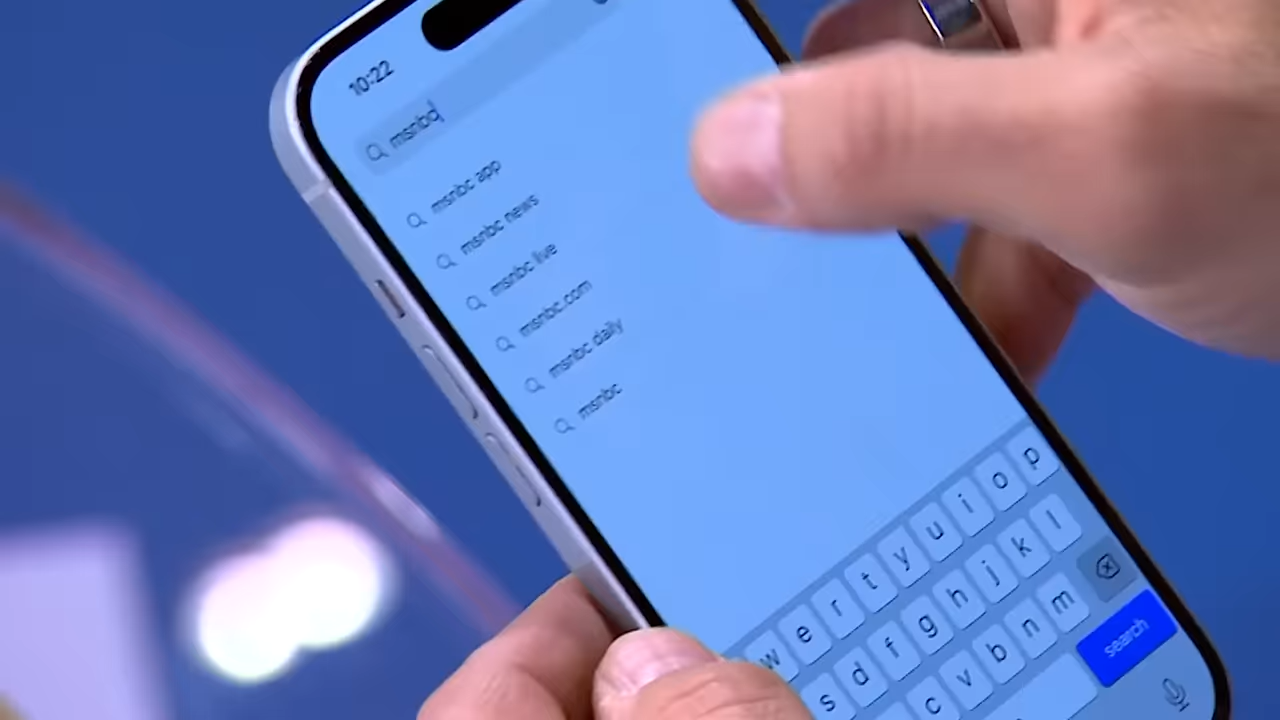 10:22
msnbc
msnbc app
msnbc news
msnbc live
msnbc.com
msnbc daily
msnbc
w e r t y u i o p
s d f g h j k l
c v b n m
search